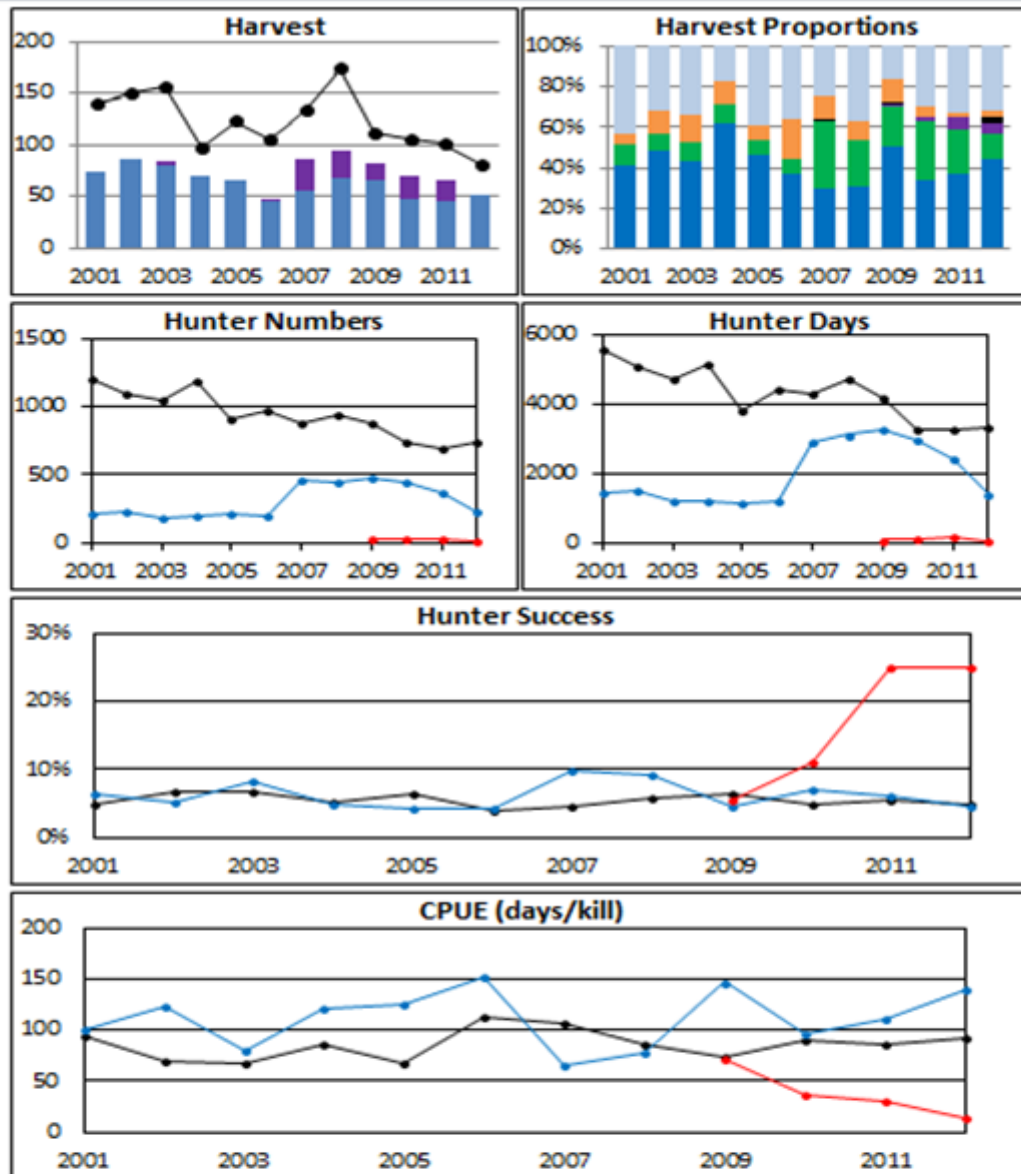 Harvest
200
150
100
50
0
2001 2003 2005 2007 2009 2011
Harvest Proportions
100%
80%
60%
40%
20%
0%
2001 2003 2005 2007 2009 2011
Hunter Numbers
1500
1000
500
0
2001 2003 2005 2007 2009 2011
Hunter Days
6000
4000
2000
0
2001 2003 2005 2007 2009 2011
Hunter Success
30%
20%
10%
0%
2001 2003 2005 2007 2009 2011
CPUE (days/kill)
200
150
100
50
0
2001 2003 2005 2007 2009 2011